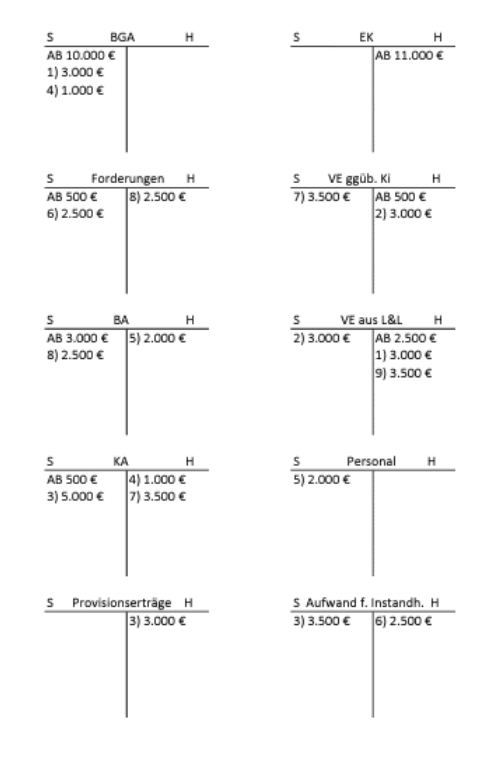 S BGA H
AB 10.000 €
1) 3.000 €
4) 1.000 €
S EK H
AB 11.000 €
S Forderungen H
AB 500 € 8) 2.500 €
6) 2.500 €
S VE ggüb. Ki H
7) 3.500 € AB 500 €
2) 3.000 €
S BA H
AB 3.000 € 5) 2.000 €
8) 2.500 €
S VE aus L&L H
2) 3.000 € AB 2.500 €
1) 3.000 €
9) 3.500 €
S KA H
AB 500 € 4) 1.000 €
3) 5.000 € 7) 3.500 €
S Personal H
5) 2.000 €
S Provisionserträge H
3) 3.000 €
S Aufwand f. Instandh. H
3) 3.500 € 6) 2.500 €